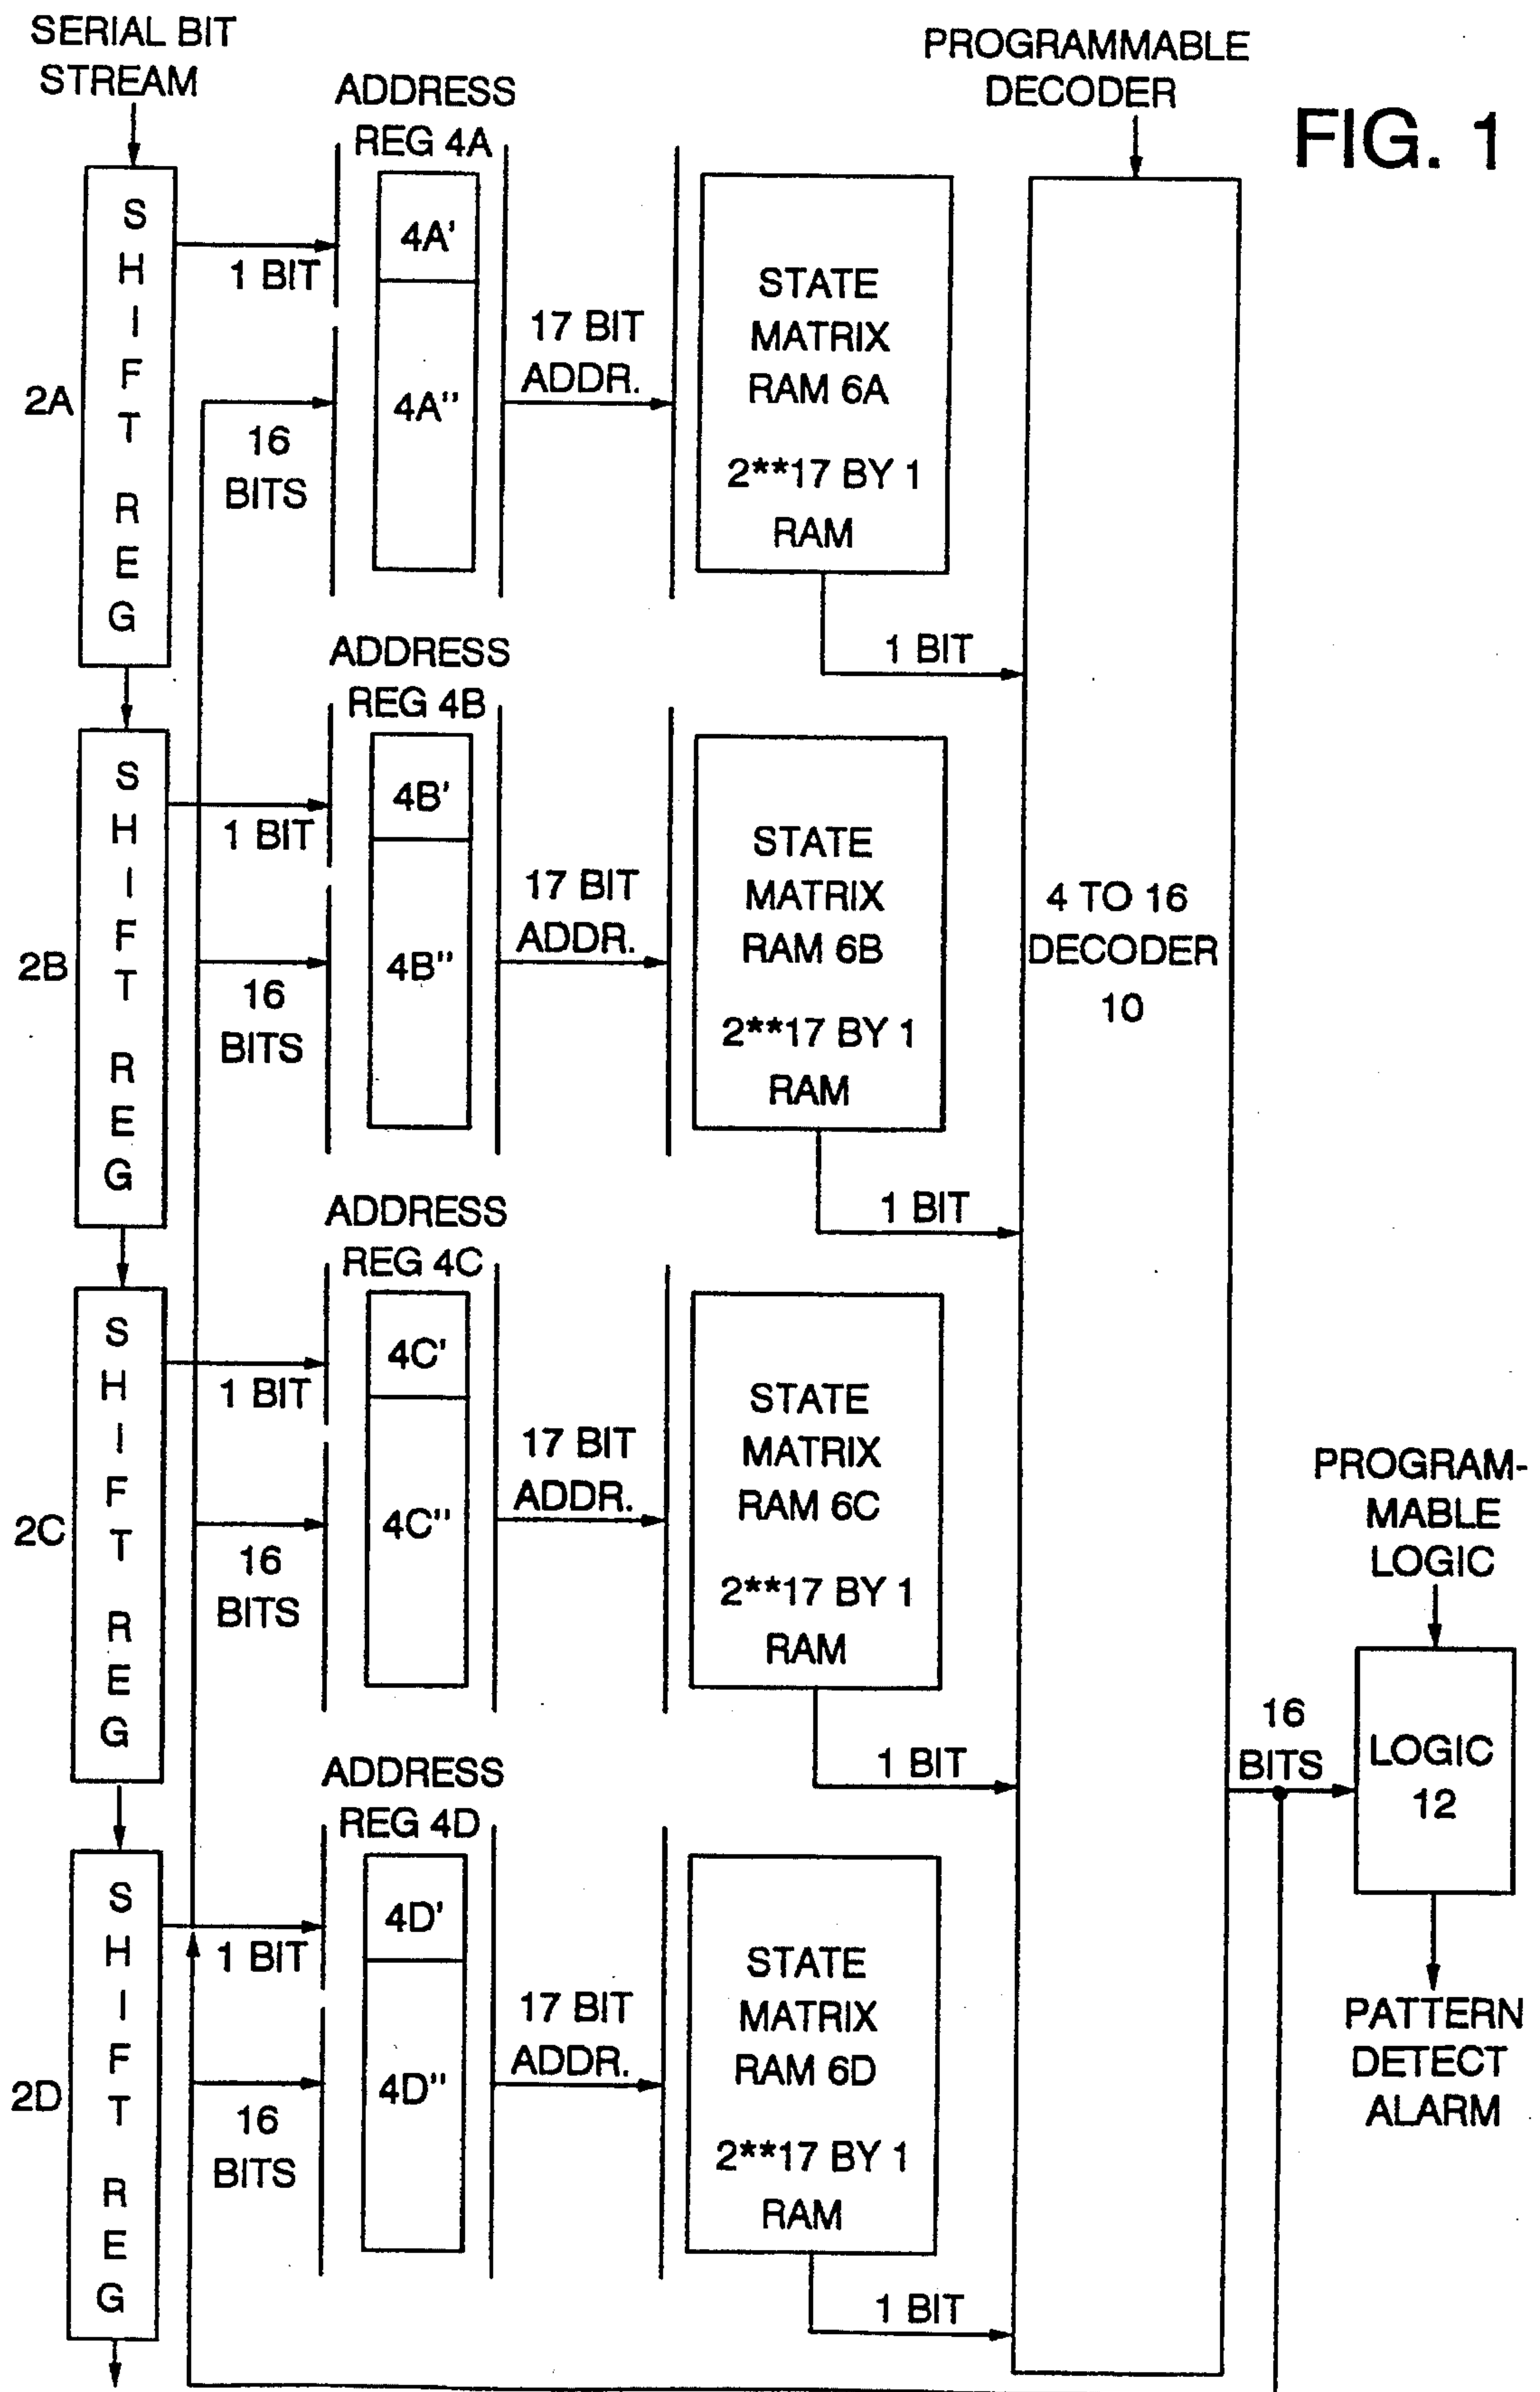 SERIAL BIT
STREAM
PROGRAMMABLE
DECODER
FIG. 1
ADDRESS
REG 4A
2A
S
H
I
F
T
R
E
G
1 BIT
16
BITS
4A'
4A"
17 BIT
ADDR.
STATE
MATRIX
RAM 6A
2**17 BY 1
RAM
1 BIT
ADDRESS
REG 4B
2B
S
H
I
F
T
R
E
G
1 BIT
16
BITS
4B'
4B"
17 BIT
ADDR.
STATE
MATRIX
RAM 6B
2**17 BY 1
RAM
1 BIT
4 TO 16
DECODER
10
ADDRESS
REG 4C
2C
S
H
I
F
T
R
E
G
1 BIT
16
BITS
4C'
4C"
17 BIT
ADDR.
STATE
MATRIX
RAM 6C
2**17 BY 1
RAM
1 BIT
PROGRAM-
MABLE
LOGIC
16
BITS
LOGIC
12
PATTERN
DETECT
ALARM
ADDRESS
REG 4D
2D
S
H
I
F
T
R
E
G
1 BIT
16
BITS
4D'
4D"
17 BIT
ADDR.
STATE
MATRIX
RAM 6D
2**17 BY 1
RAM
1 BIT